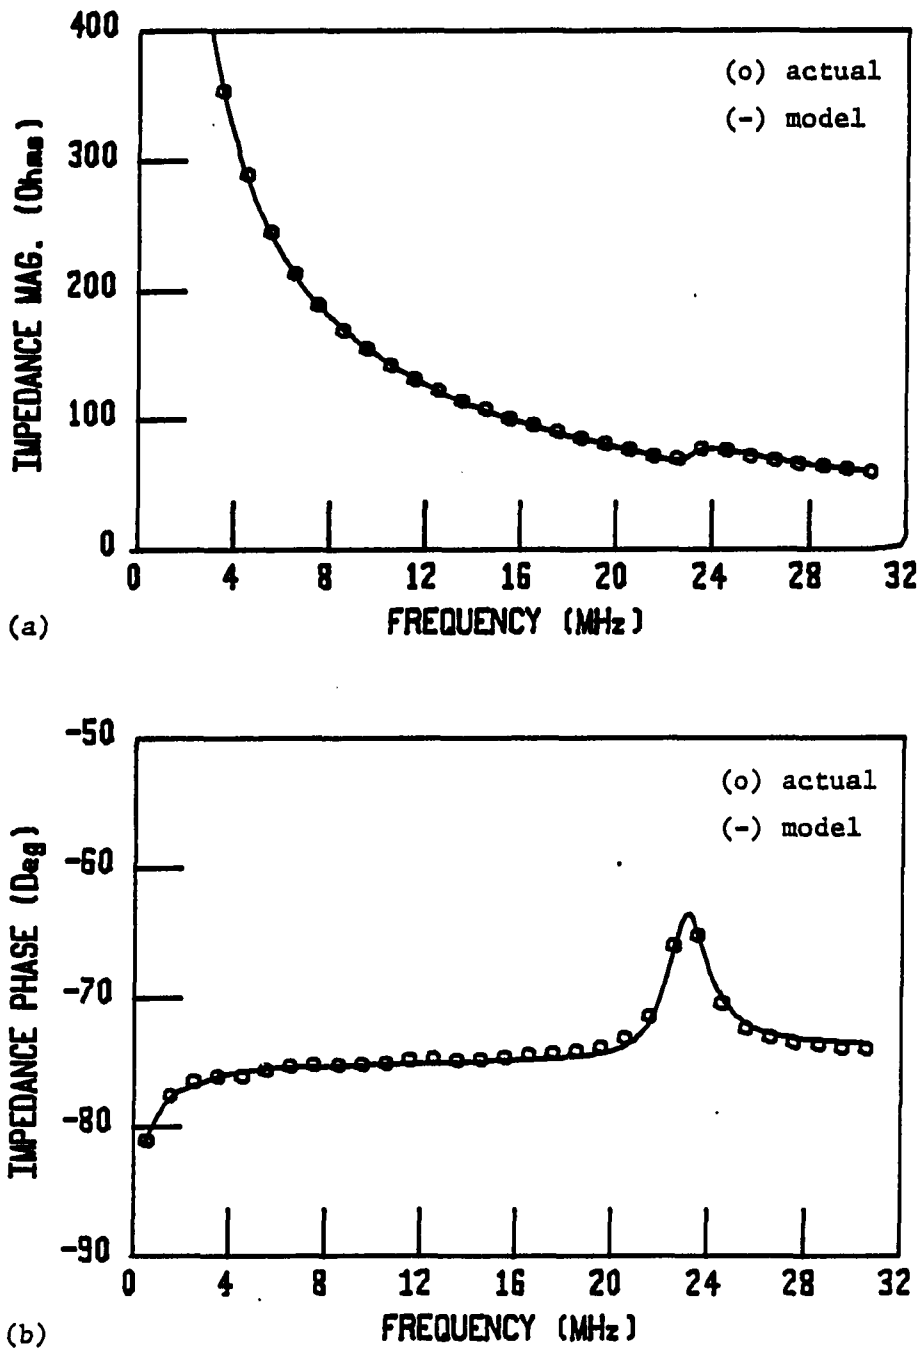 400
(o) actual
(-) model
300
200
100
0
IMPEDANCE MAG. (Ohms)
0 4 8 12 16 20 24 28 32
FREQUENCY (MHz)
(a)
-50
(o) actual
(-) model
-60
-70
-80
-90
IMPEDANCE PHASE (Deg)
0 4 8 12 16 20 24 28 32
FREQUENCY (MHz)
(b)